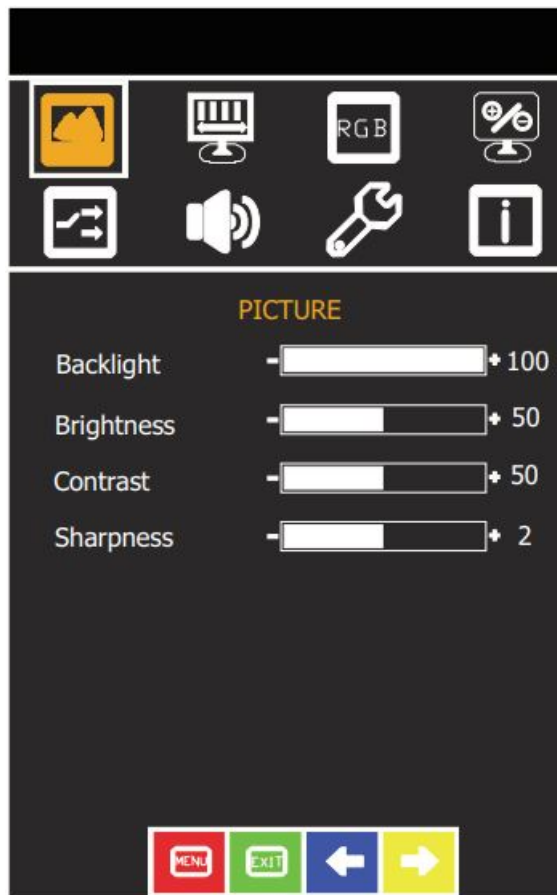 RGB
i
PICTURE
Backlight - + 100
Brightness - + 50
Contrast - + 50
Sharpness - + 2
MENU EXIT